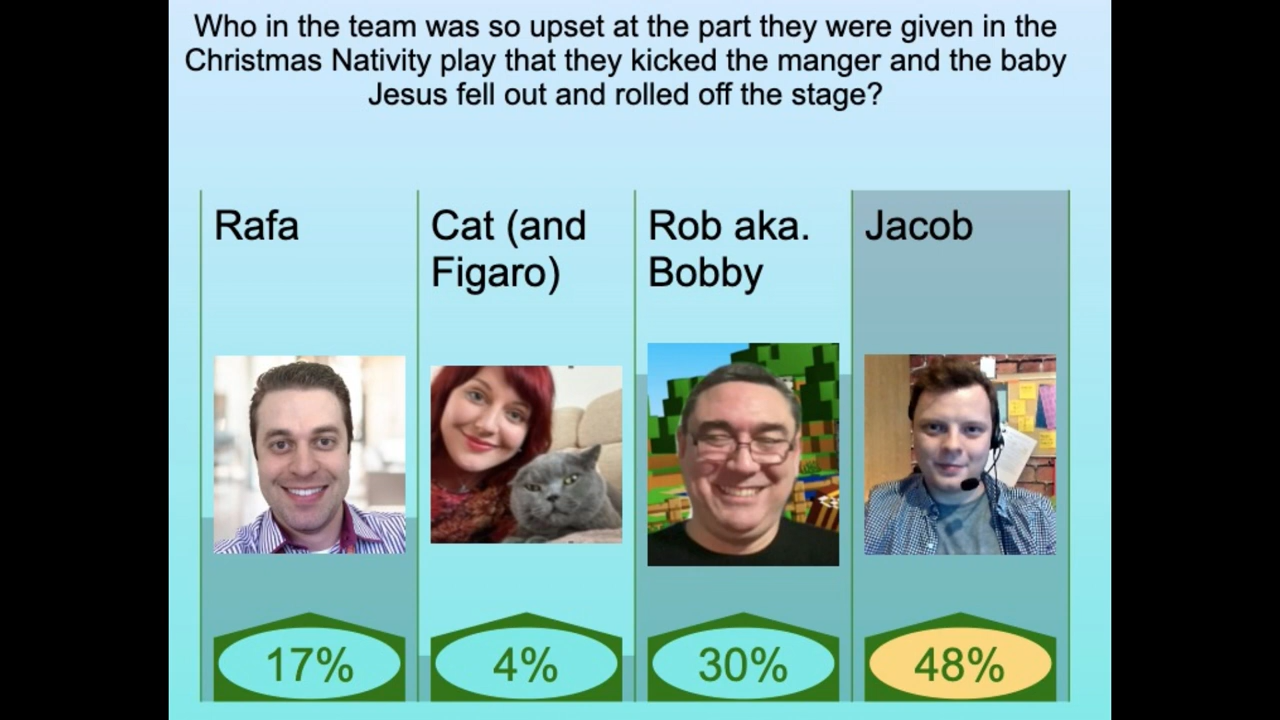 Who in the team was so upset at the part they were given in the
Christmas Nativity play that they kicked the manger and the baby
Jesus fell out and rolled off the stage?
Rafa
Cat (and
Figaro)
Rob aka.
Bobby
Jacob
17%
4%
30%
48%